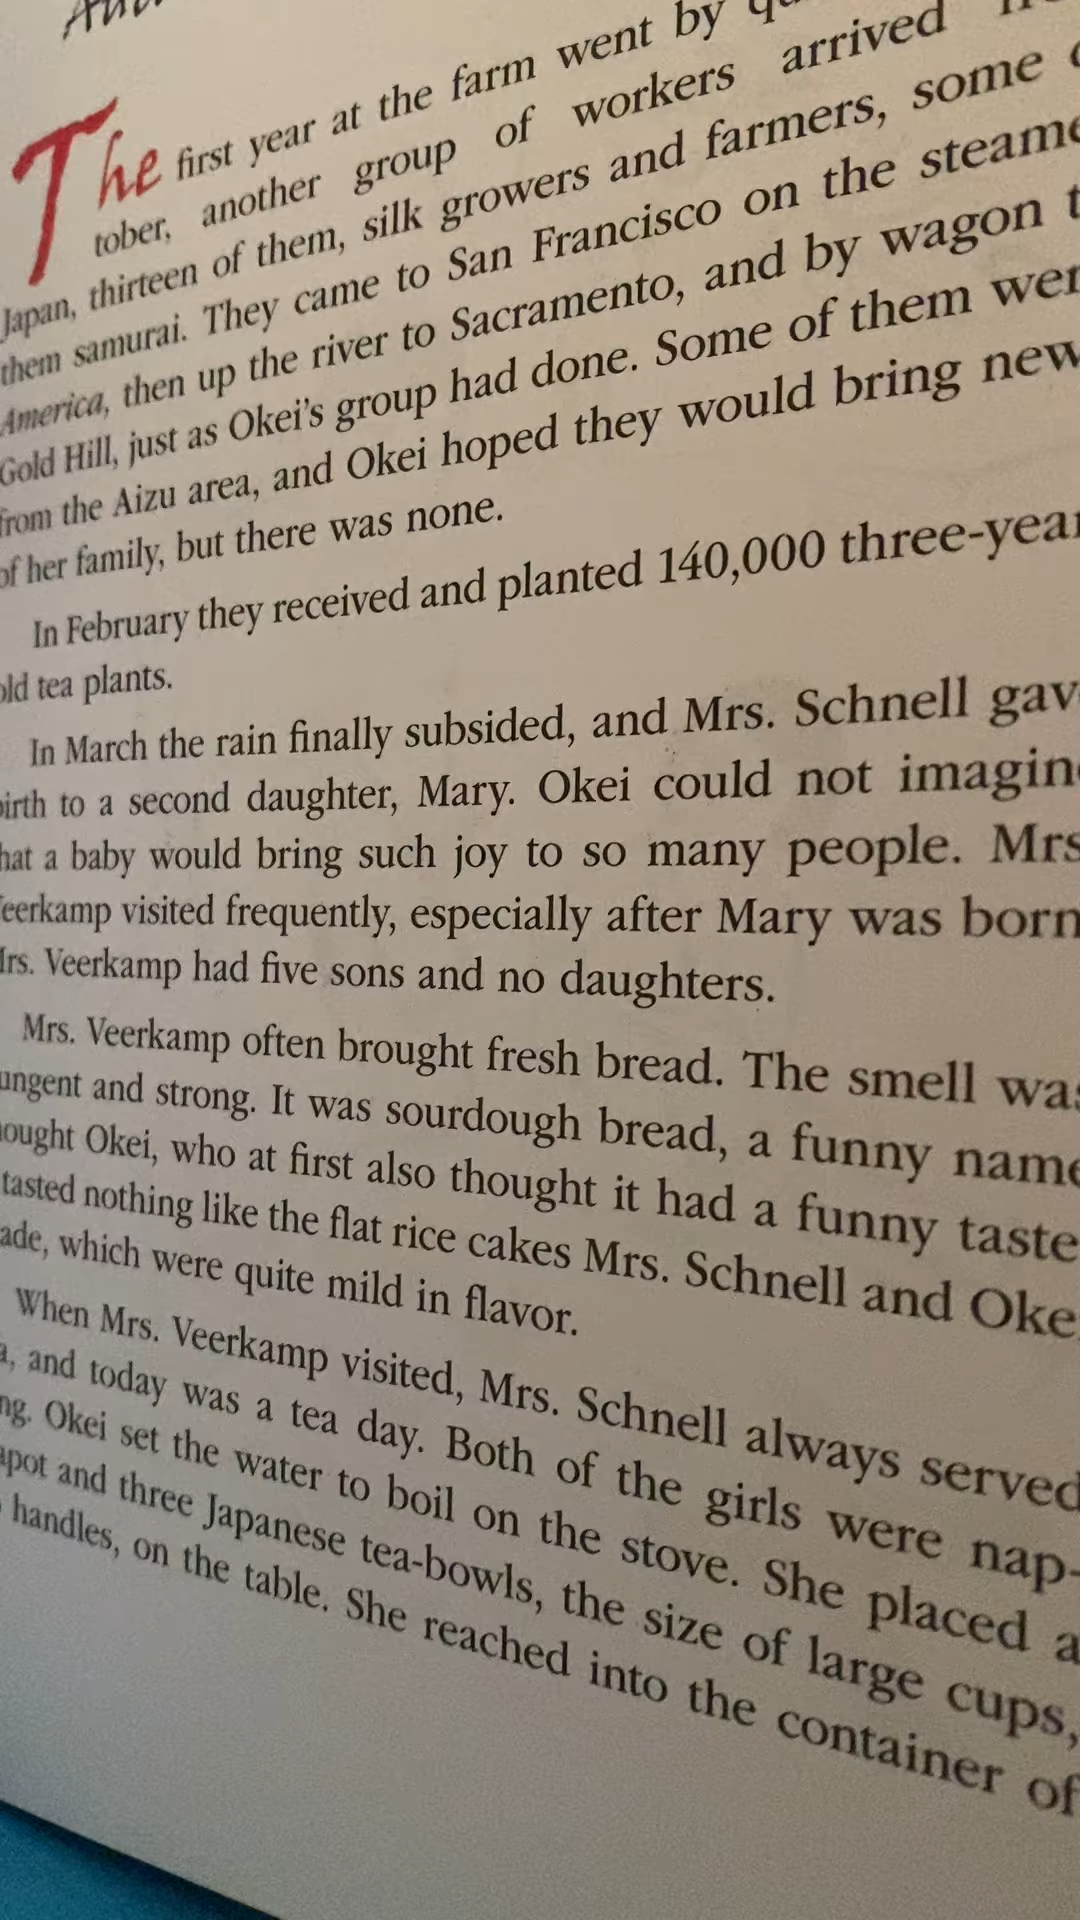 The first year at the farm went by
tober, another group of workers arrived
Japan, thirteen of them, silk growers and farmers, some
them samurai. They came to San Francisco on the steame
America, then up the river to Sacramento, and by wagon t
Gold Hill, just as Okei's group had done. Some of them wer
from the Aizu area, and Okei hoped they would bring new
of her family, but there was none.
In February they received and planted 140,000 three-year
old tea plants.
In March the rain finally subsided, and Mrs. Schnell gav
birth to a second daughter, Mary. Okei could not imagin
hat a baby would bring such joy to so many people. Mrs
eerkamp visited frequently, especially after Mary was born
Mrs. Veerkamp had five sons and no daughters.
Mrs. Veerkamp often brought fresh bread. The smell was
ungent and strong. It was sourdough bread, a funny name
ought Okei, who at first also thought it had a funny taste
tasted nothing like the flat rice cakes Mrs. Schnell and Oke
ade, which were quite mild in flavor.
When Mrs. Veerkamp visited, Mrs. Schnell always served
a, and today was a tea day. Both of the girls were nap-
ng. Okei set the water to boil on the stove. She placed a
apot and three Japanese tea-bowls, the size of large cups,
handles, on the table. She reached into the container of